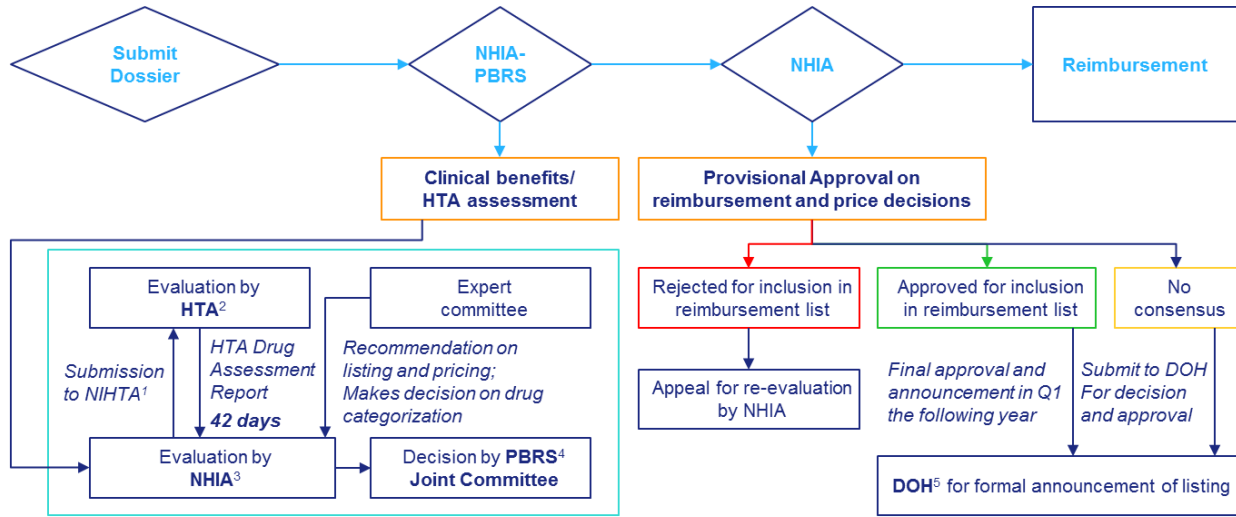 Submit
Dossier
NHIA-
PBRS
NHIA
Reimbursement
Clinical benefits/
HTA assessment
Provisional Approval on
reimbursement and price decisions
Evaluation by
HTA²
Expert
committee
Submission
to NIHTA¹
HTA Drug
Assessment
Report
42 days
Recommendation on
listing and pricing;
Makes decision on drug
categorization
Evaluation by
NHIA³
Decision by PBRS⁴
Joint Committee
Rejected for inclusion in
reimbursement list
Approved for inclusion
in reimbursement list
No
consensus
Appeal for re-evaluation
by NHIA
Final approval and
announcement in Q1
the following year
Submit to DOH
For decision
and approval
DOH⁵ for formal announcement of listing